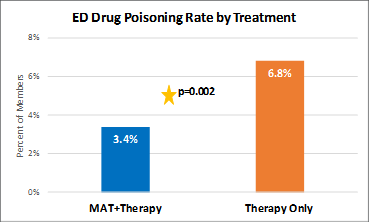 ED Drug Poisoning Rate by Treatment
Percent of Members
8%
6%
4%
2%
0%
3.4%
p=0.002
6.8%
MAT+Therapy
Therapy Only